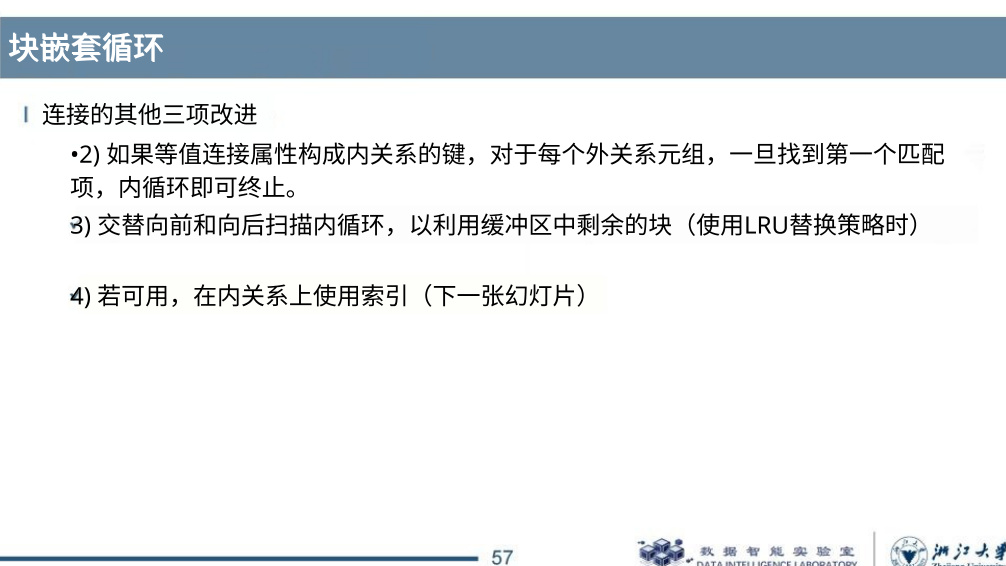 块嵌套循环
连接的其他三项改进
•2) 如果等值连接属性构成内关系的键，对于每个外关系元组，一旦找到第一个匹配
项，内循环即可终止。
3) 交替向前和向后扫描内循环，以利用缓冲区中剩余的块（使用LRU替换策略时）
4) 若可用，在内关系上使用索引（下一张幻灯片）
57
数据智能实验室
DATA INTELLIGENCE LABORATORY
浙江大学
Zhejiang University